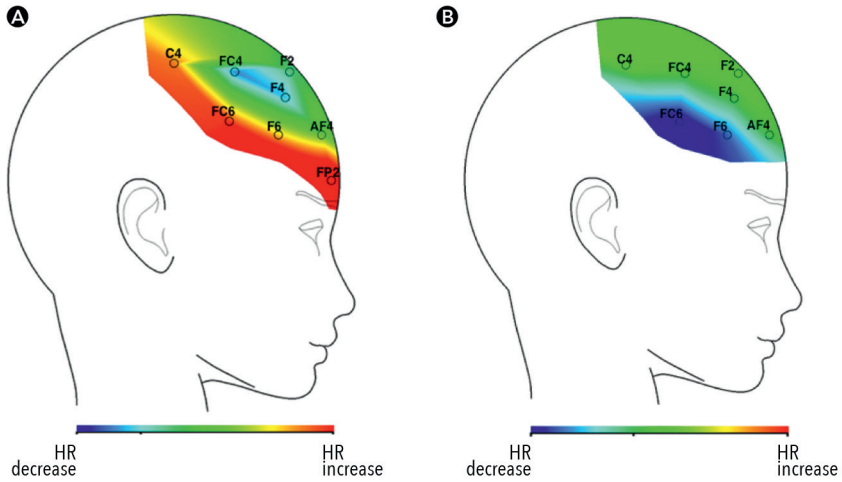 A
C4
FC4
F2
F4
FC6
F6
AF4
FP2
HR
decrease
HR
increase
B
C4
FC4
F2
F4
FC6
F6
AF4
HR
decrease
HR
increase